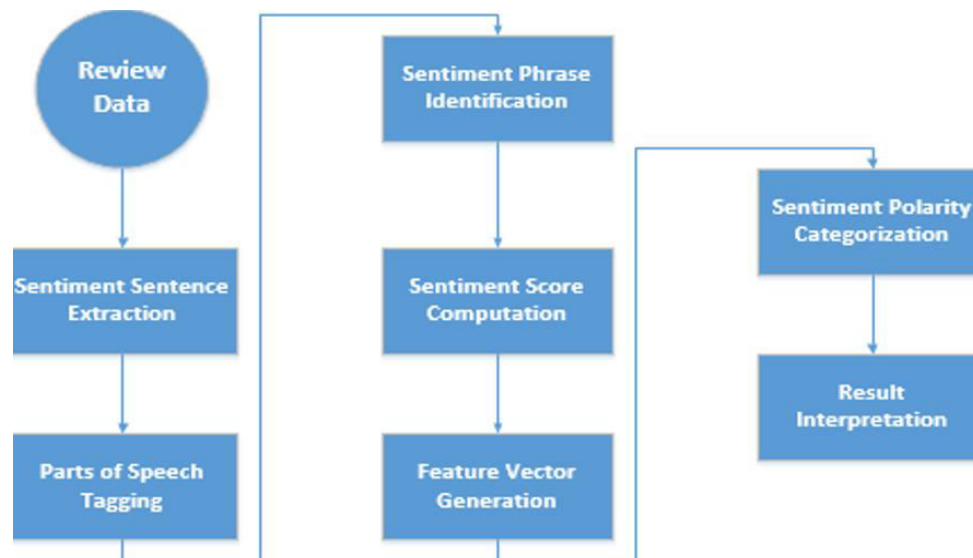 Review
Data
Sentiment Sentence
Extraction
Parts of Speech
Tagging
Sentiment Phrase
Identification
Sentiment Score
Computation
Feature Vector
Generation
Sentiment Polarity
Categorization
Result
Interpretation